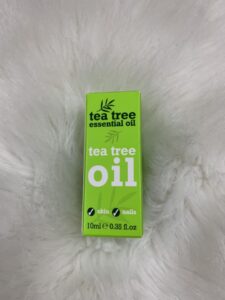 tea tree
essential oil
tea tree
oil
skin nails
10ml ℮ 0.35 fl.oz